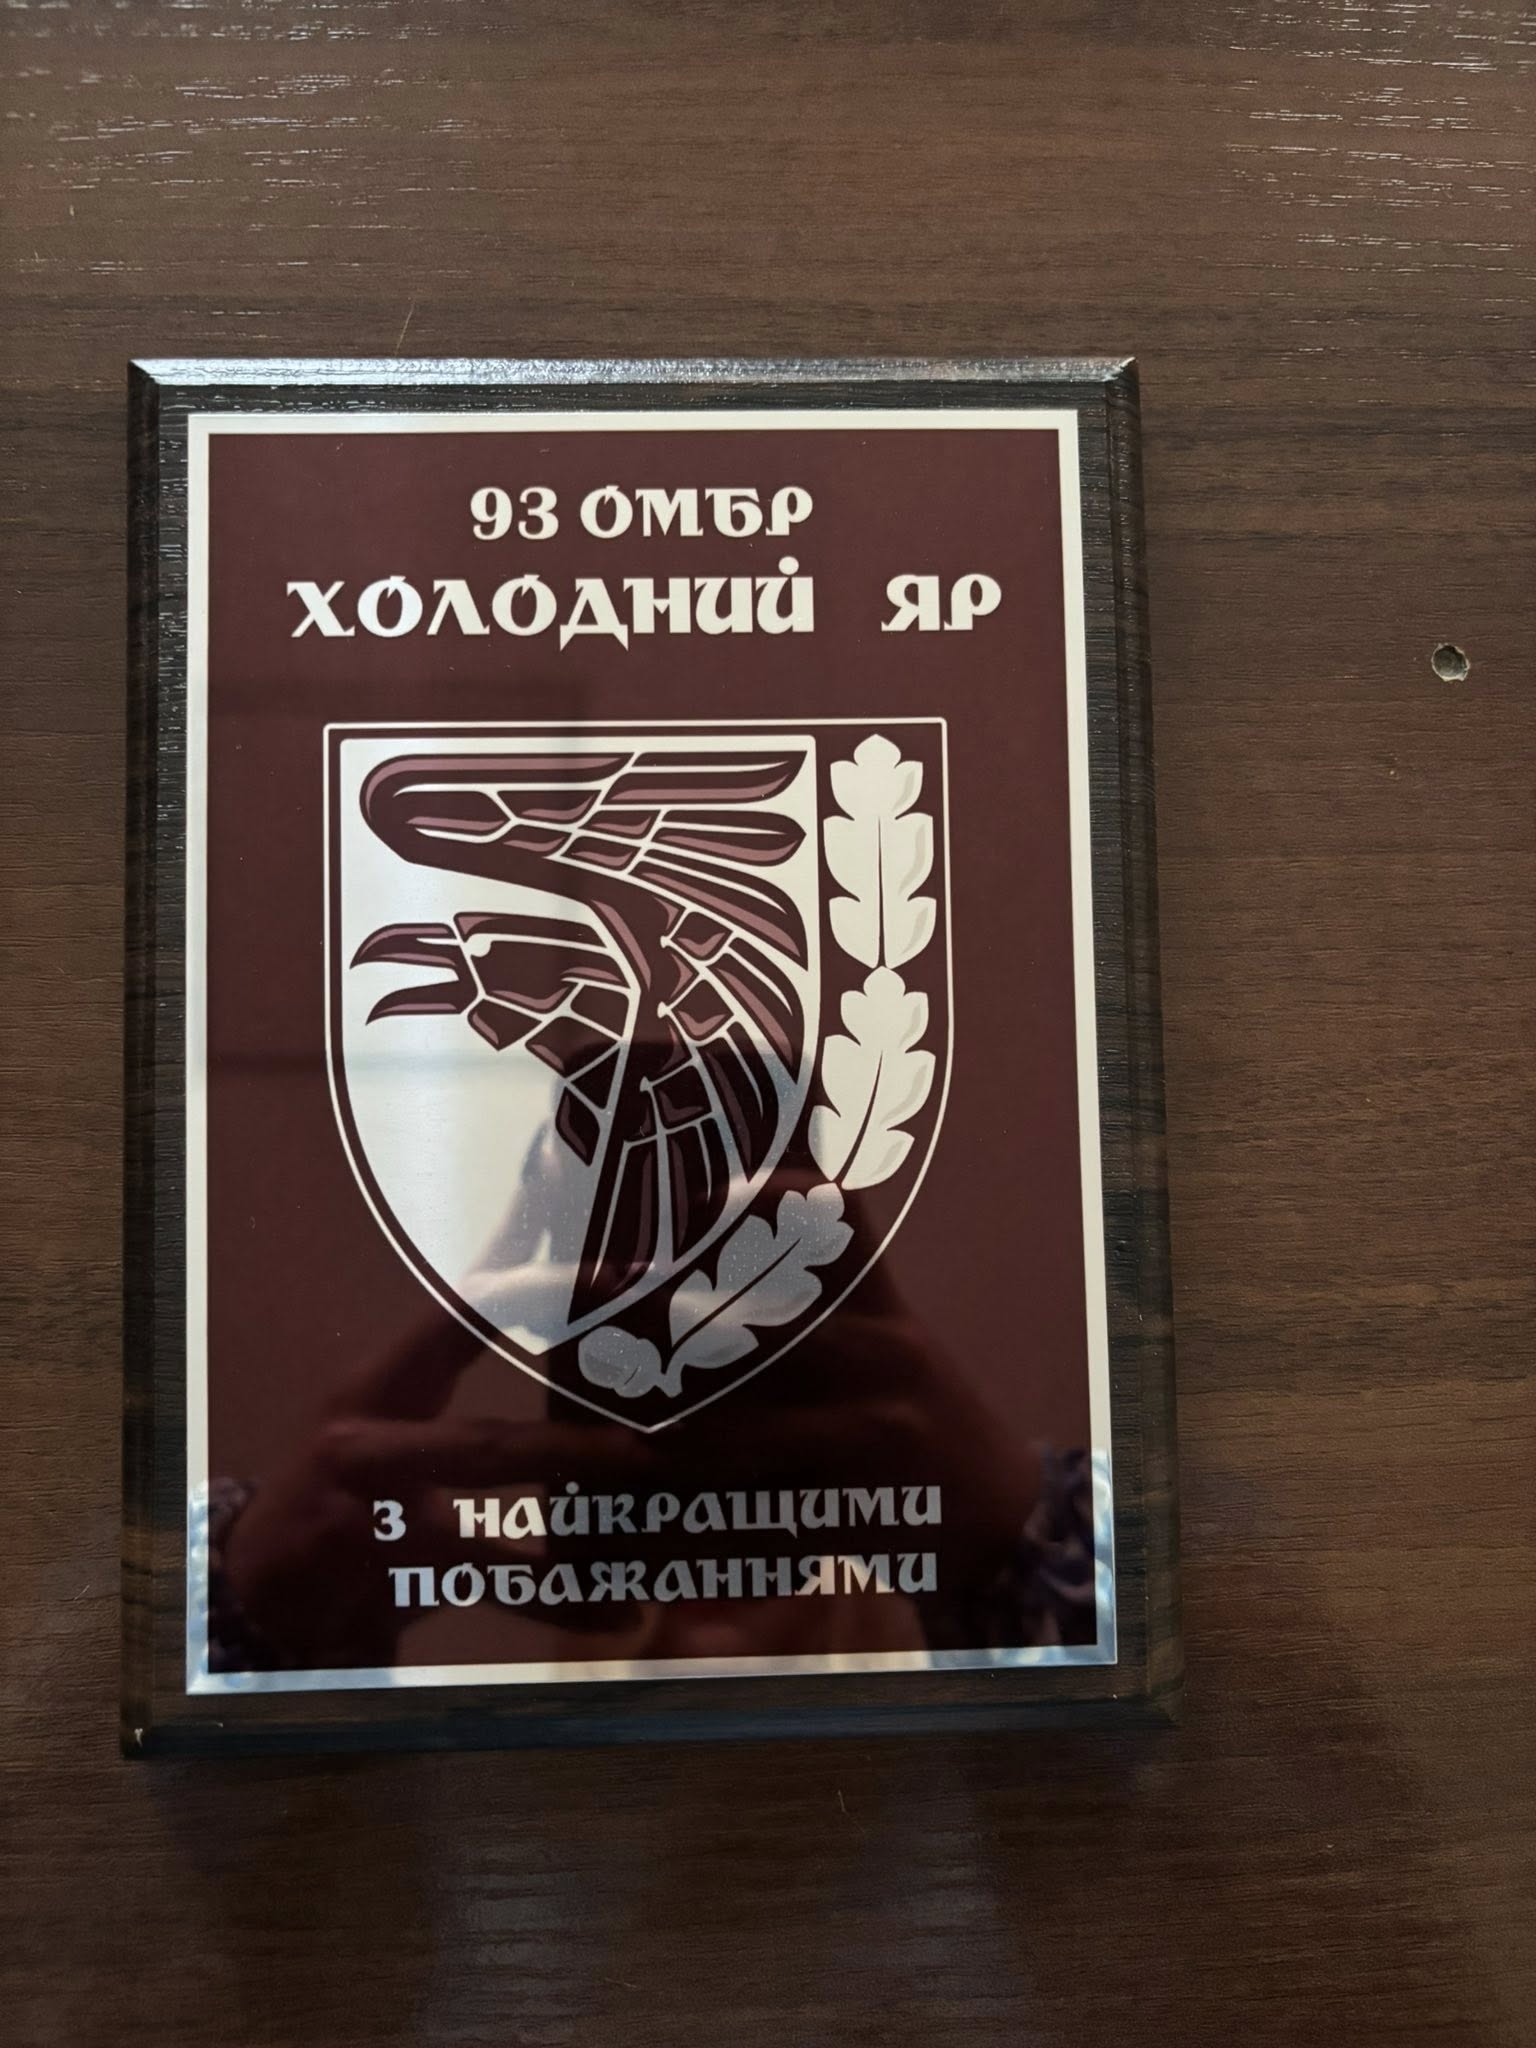 93 ОМБР
ХОЛОДНИЙ ЯР
З НАЙКРАЩИМИ
ПОБАЖАННЯМИ